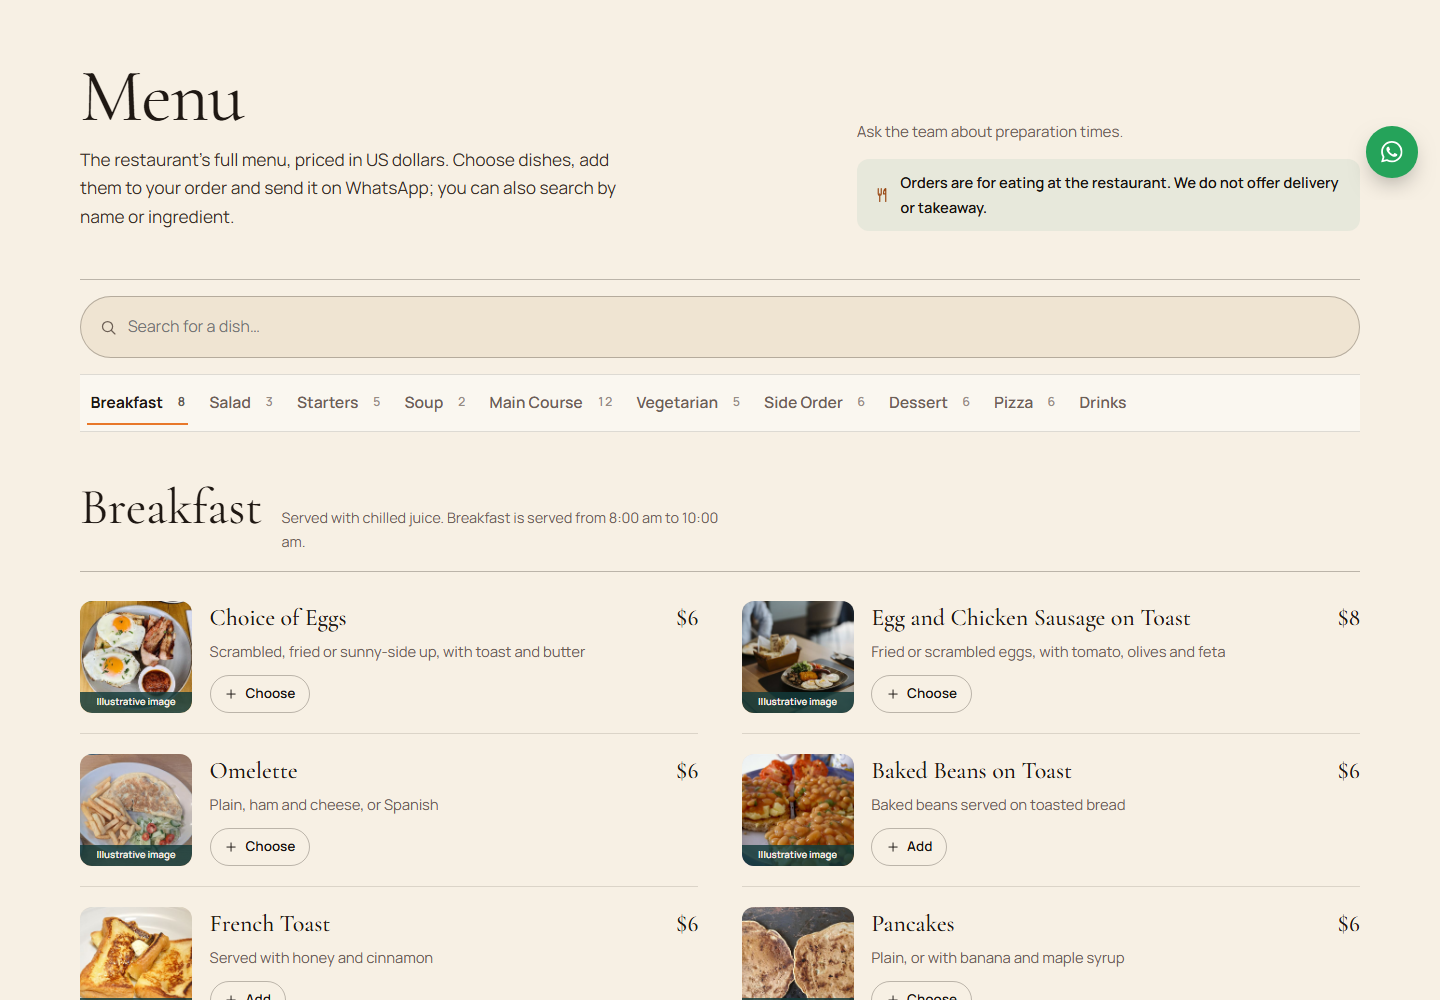 Menu
The restaurant's full menu, priced in US dollars. Choose dishes, add
them to your order and send it on WhatsApp; you can also search by
name or ingredient.
Ask the team about preparation times.
Orders are for eating at the restaurant. We do not offer delivery
or takeaway.
Search for a dish…
Breakfast 8 Salad 3 Starters 5 Soup 2 Main Course 12 Vegetarian 5 Side Order 6 Dessert 6 Pizza 6 Drinks
Breakfast
Served with chilled juice. Breakfast is served from 8:00 am to 10:00
am.
Choice of Eggs $6
Scrambled, fried or sunny-side up, with toast and butter
+ Choose
Illustrative image
Egg and Chicken Sausage on Toast $8
Fried or scrambled eggs, with tomato, olives and feta
+ Choose
Illustrative image
Omelette $6
Plain, ham and cheese, or Spanish
+ Choose
Illustrative image
Baked Beans on Toast $6
Baked beans served on toasted bread
+ Add
Illustrative image
French Toast $6
Served with honey and cinnamon
+ Add
Pancakes $6
Plain, or with banana and maple syrup
+ Choose